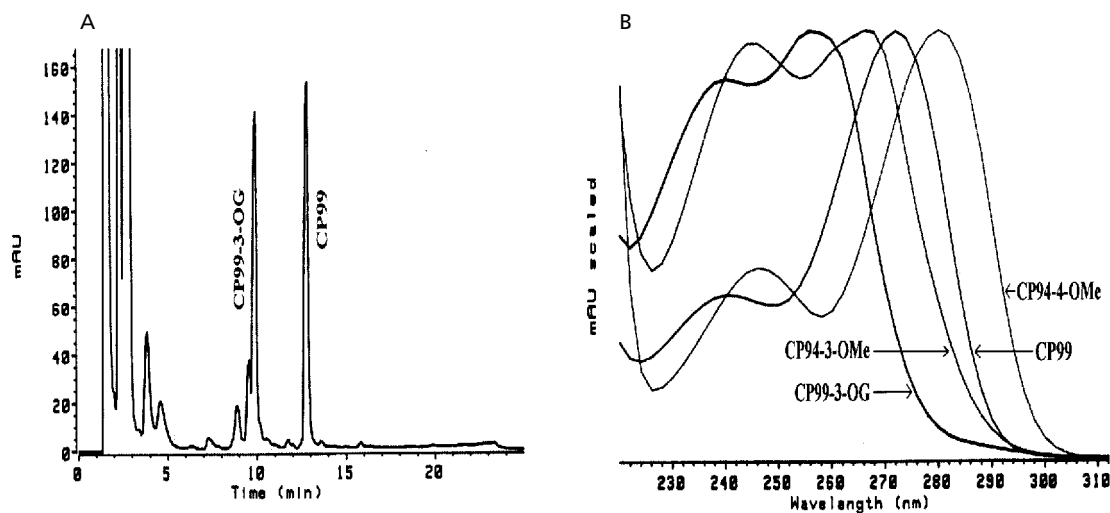 A
160
140
120
100
80
60
40
20
0
mAU
CP99-3-OG
CP99
0 5 10 15 20
Time (min)
B
mAU scaled
CP94-4-OMe
CP94-3-OMe
CP99
CP99-3-OG
230 240 250 260 270 280 290 300 310
Wavelength (nm)